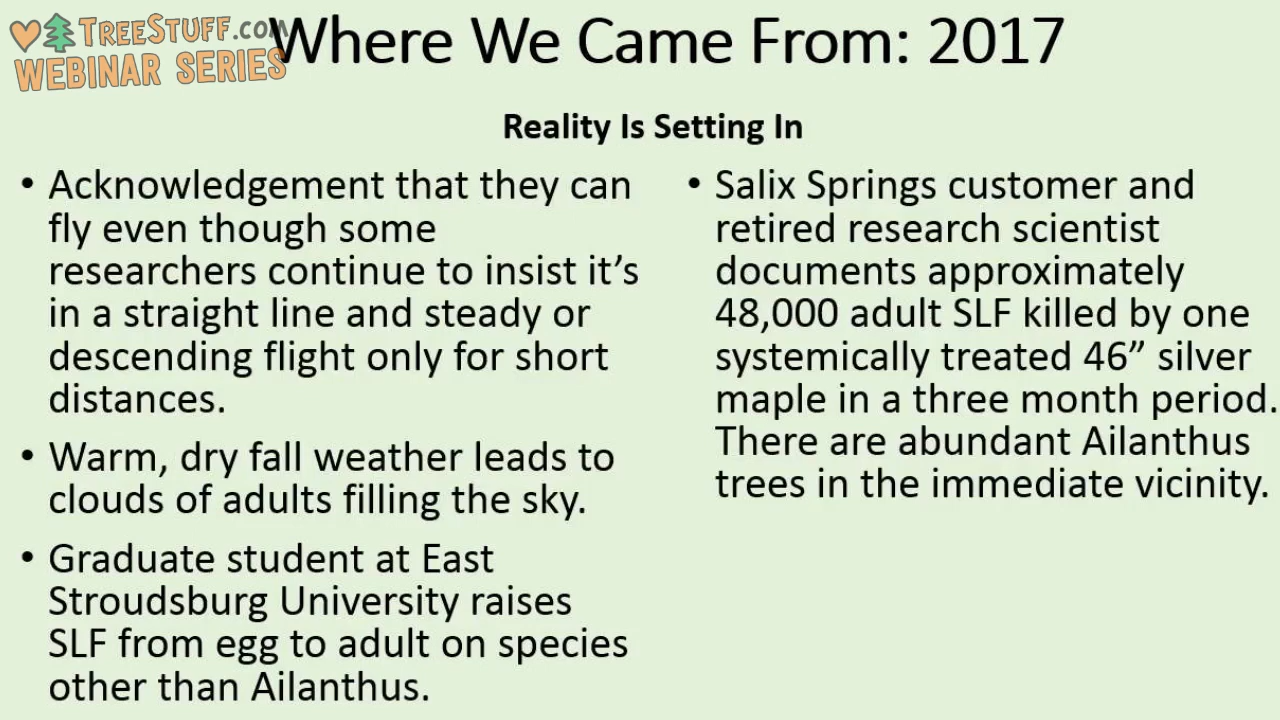 TREESTUFF.com
WEBINAR SERIES
Where We Came From: 2017
Reality Is Setting In
• Acknowledgement that they can
fly even though some
researchers continue to insist it’s
in a straight line and steady or
descending flight only for short
distances.
• Warm, dry fall weather leads to
clouds of adults filling the sky.
• Graduate student at East
Stroudsburg University raises
SLF from egg to adult on species
other than Ailanthus.
• Salix Springs customer and
retired research scientist
documents approximately
48,000 adult SLF killed by one
systemically treated 46” silver
maple in a three month period.
There are abundant Ailanthus
trees in the immediate vicinity.